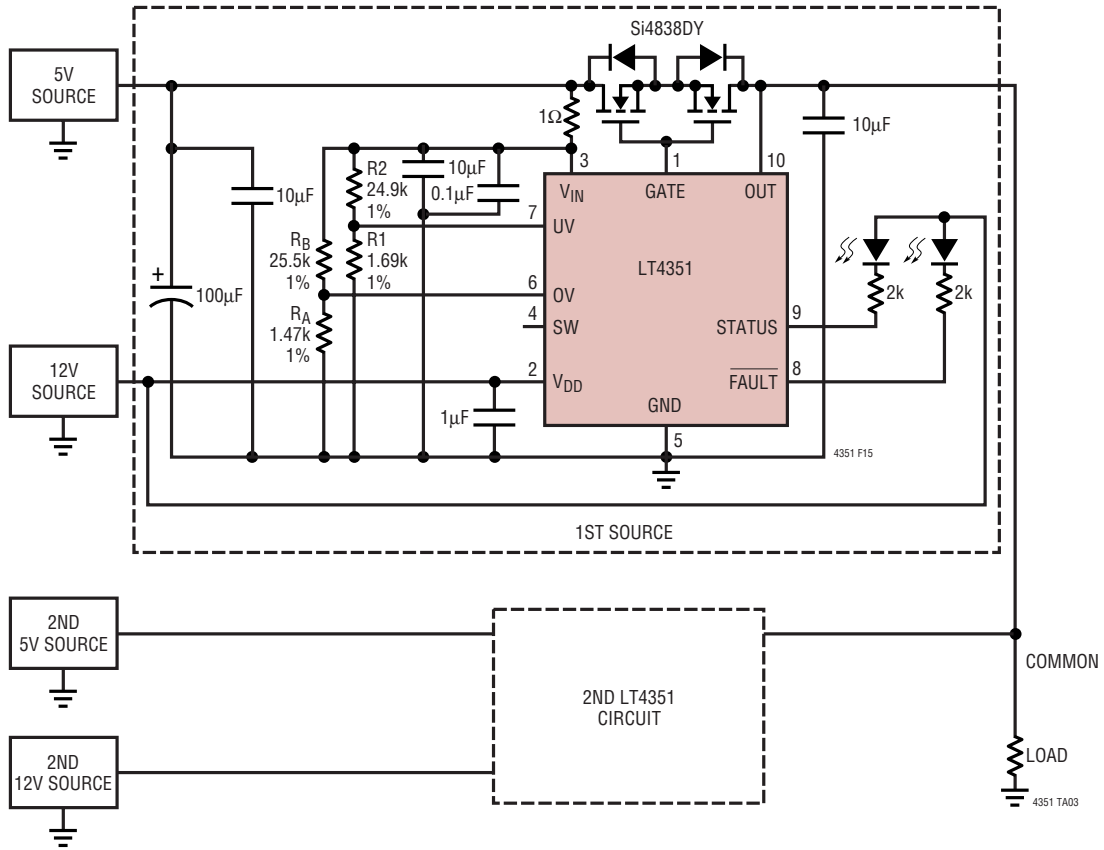 Si4838DY
5V
SOURCE
1Ω
10µF
3
1
10
VIN
GATE
OUT
R2
24.9k
1%
10µF
0.1µF
10µF
7
UV
LT4351
RB
25.5k
1%
R1
1.69k
1%
+
100µF
6
OV
2k
2k
RA
1.47k
1%
4
SW
STATUS
9
12V
SOURCE
2
VDD
FAULT
8
1µF
GND
5
4351 F15
1ST SOURCE
2ND
5V SOURCE
COMMON
2ND LT4351
CIRCUIT
2ND
12V SOURCE
LOAD
4351 TA03